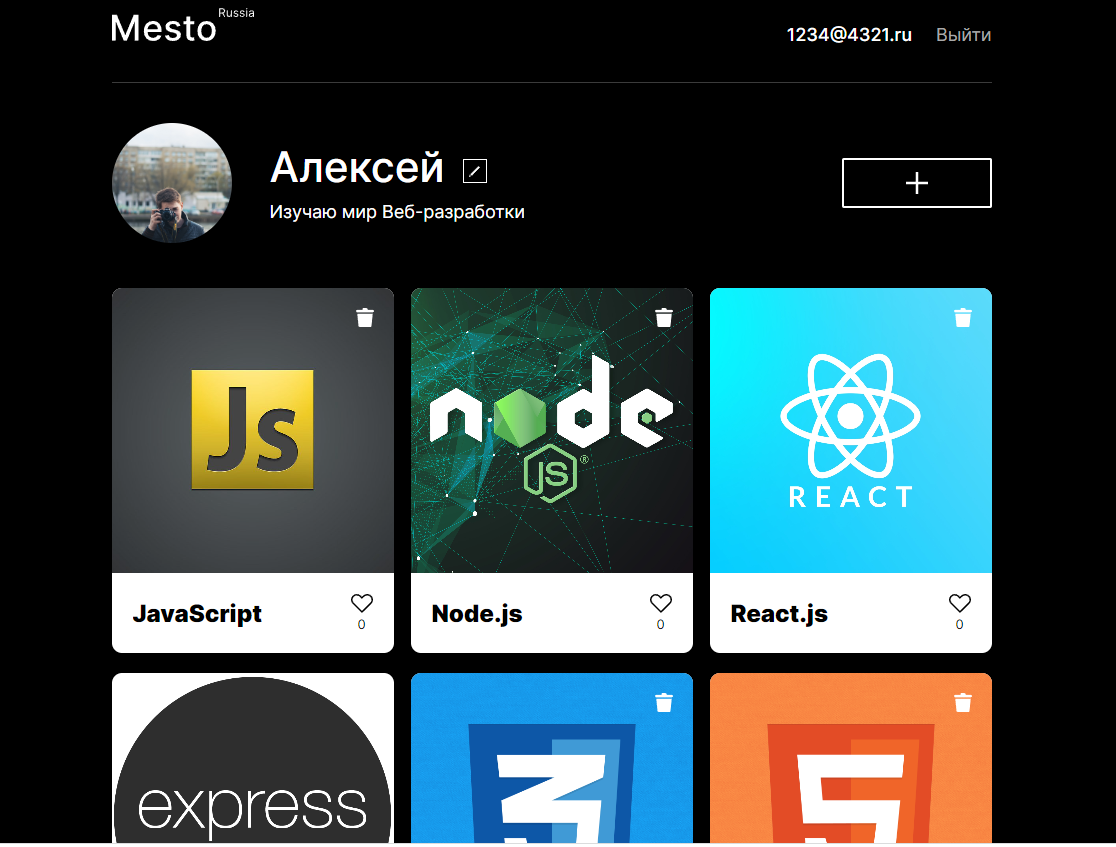 Mesto Russia
1234@4321.ru Выйти
Алексей
Изучаю мир Веб-разработки
JS
node
JS ®
REACT
JavaScript
0
Node.js
0
React.js
0
express
3
5